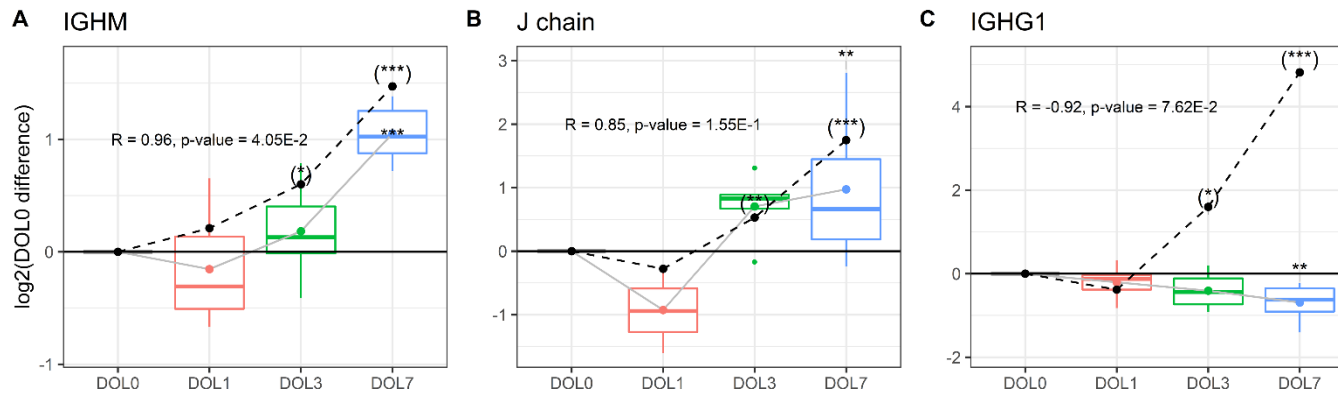 A IGHM
B J chain
C IGHG1
log2(DOL0 difference)
1
0
-1
R = 0.96, p-value = 4.05E-2
(*)
(***)
***
DOL0 DOL1 DOL3 DOL7
3
2
1
0
-1
R = 0.85, p-value = 1.55E-1
**
(***)
(**)
DOL0 DOL1 DOL3 DOL7
4
2
0
-2
R = -0.92, p-value = 7.62E-2
(***)
(*)
**
DOL0 DOL1 DOL3 DOL7